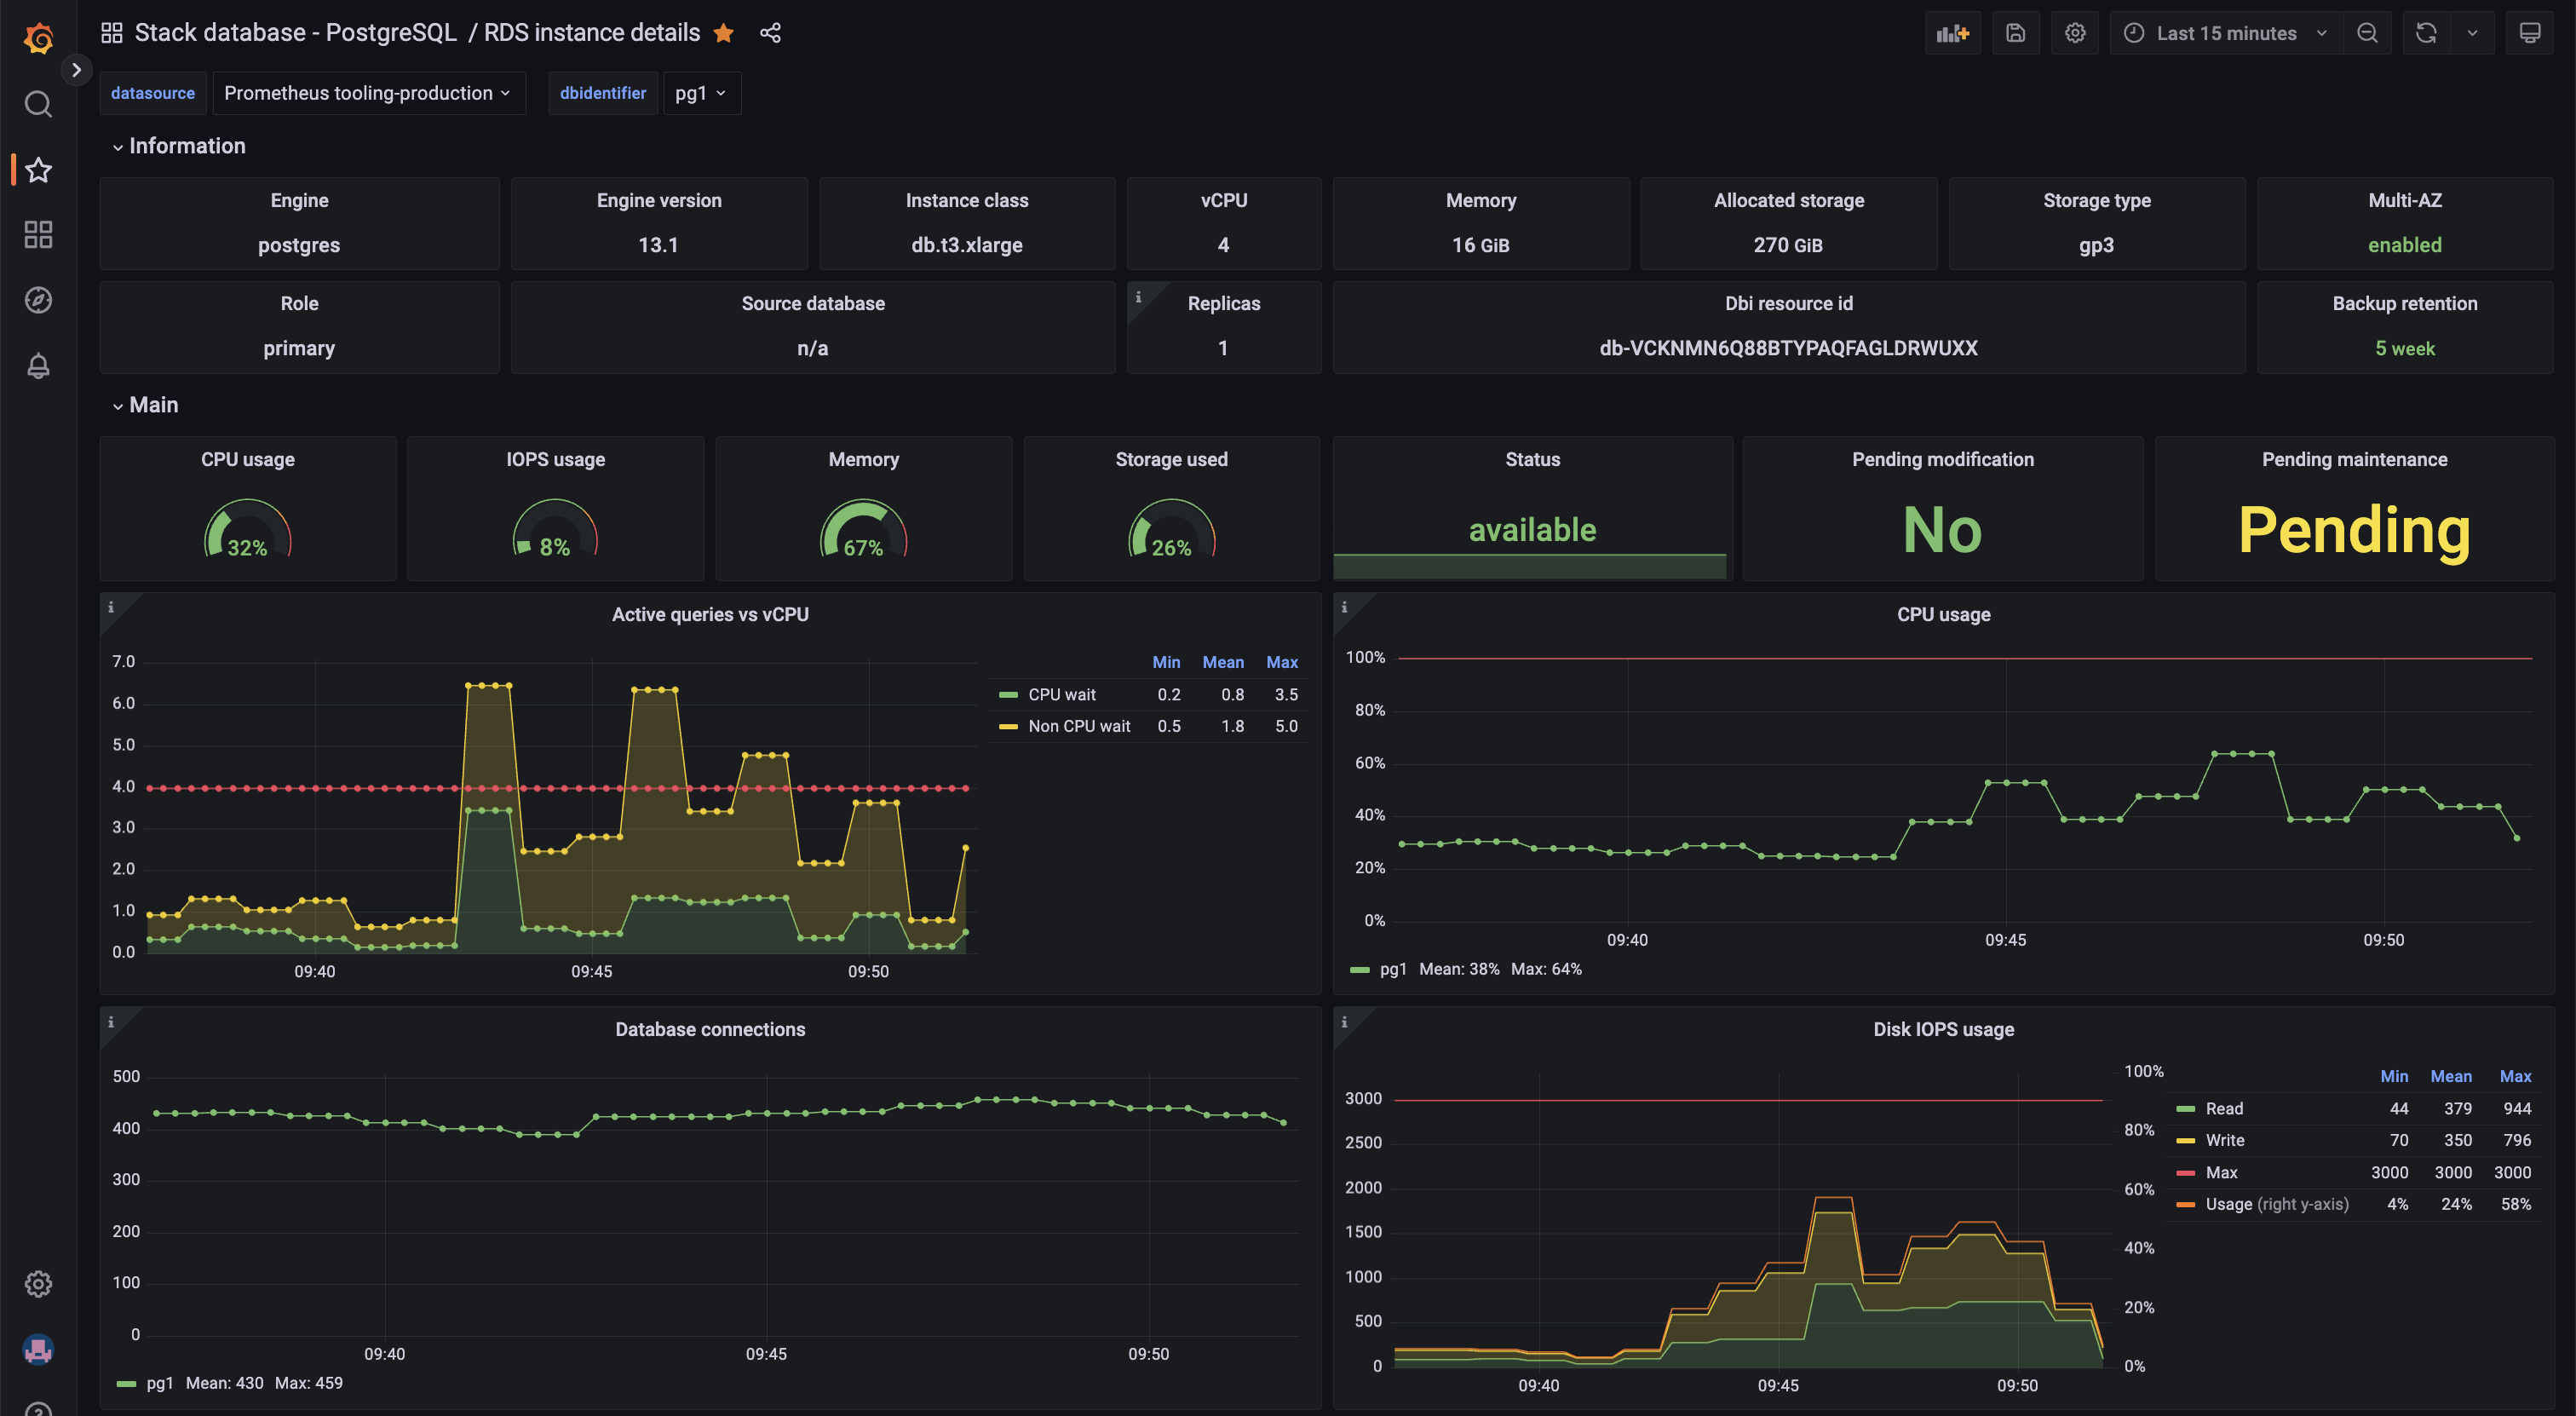 Stack database - PostgreSQL / RDS instance details
Last 15 minutes
datasource Prometheus tooling-production dbidentifier pg1
Information
Engine Engine version Instance class vCPU Memory Allocated storage Storage type Multi-AZ
postgres 13.1 db.t3.xlarge 4 16 GiB 270 GiB gp3 enabled
Role Source database Replicas Dbi resource id Backup retention
primary n/a 1 db-VCKNMN6Q88BTYPAQFAGLDRWUXX 5 week
Main
CPU usage IOPS usage Memory Storage used Status Pending modification Pending maintenance
32% 8% 67% 26% available No Pending
Active queries vs vCPU
7.0
6.0
5.0
4.0
3.0
2.0
1.0
0.0
09:40 09:45 09:50
Min Mean Max
CPU wait 0.2 0.8 3.5
Non CPU wait 0.5 1.8 5.0
CPU usage
100%
80%
60%
40%
20%
0%
09:40 09:45 09:50
pg1 Mean: 38% Max: 64%
Database connections
500
400
300
200
100
0
09:40 09:45 09:50
pg1 Mean: 430 Max: 459
Disk IOPS usage
3000
2500
2000
1500
1000
500
0
100%
80%
60%
40%
20%
0%
09:40 09:45 09:50
Min Mean Max
Read 44 379 944
Write 70 350 796
Max 3000 3000 3000
Usage (right y-axis) 4% 24% 58%